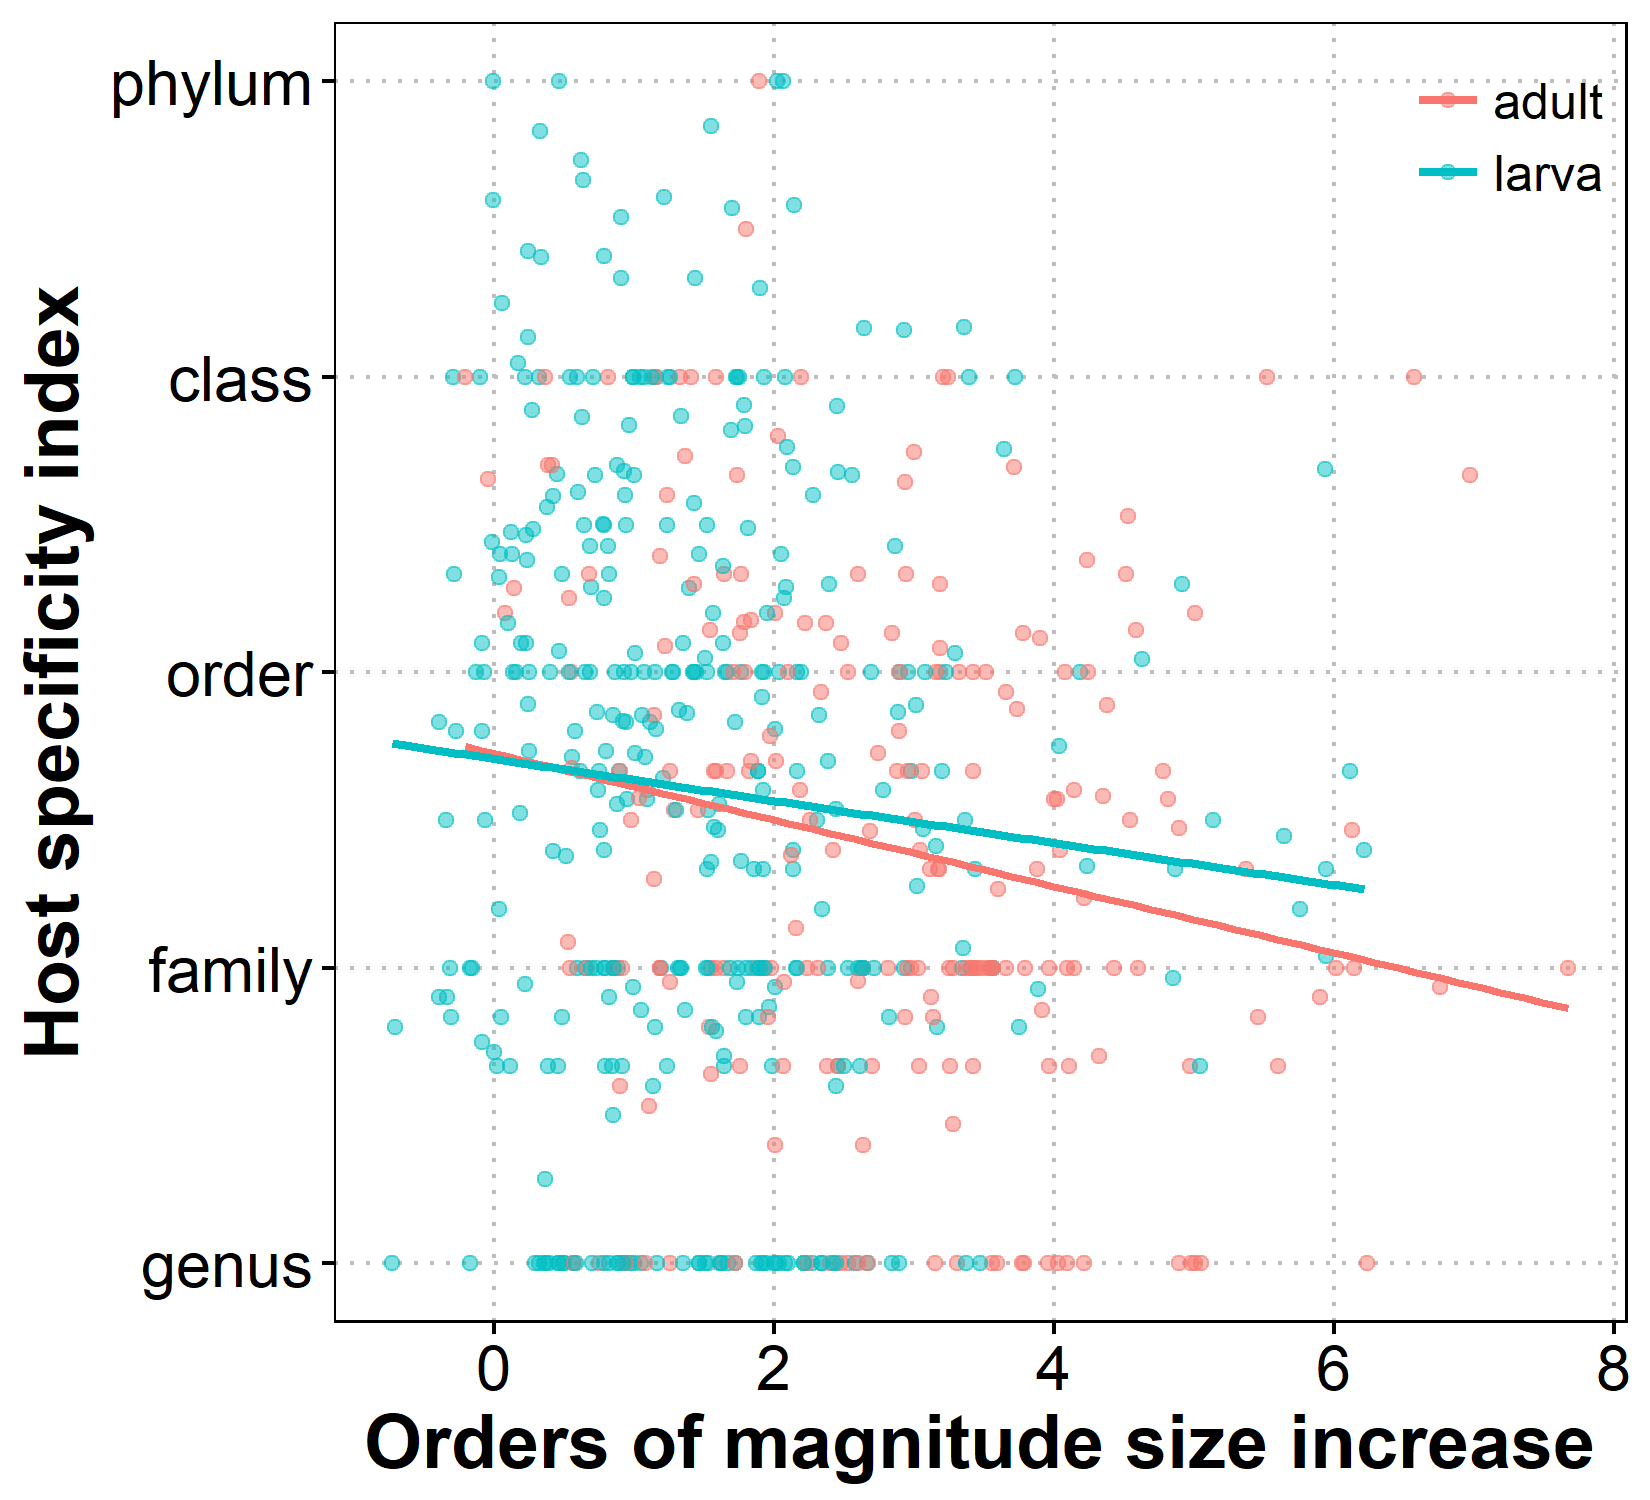 phylum
class
order
family
genus
Host specificity index
adult
larva
0 2 4 6 8
Orders of magnitude size increase